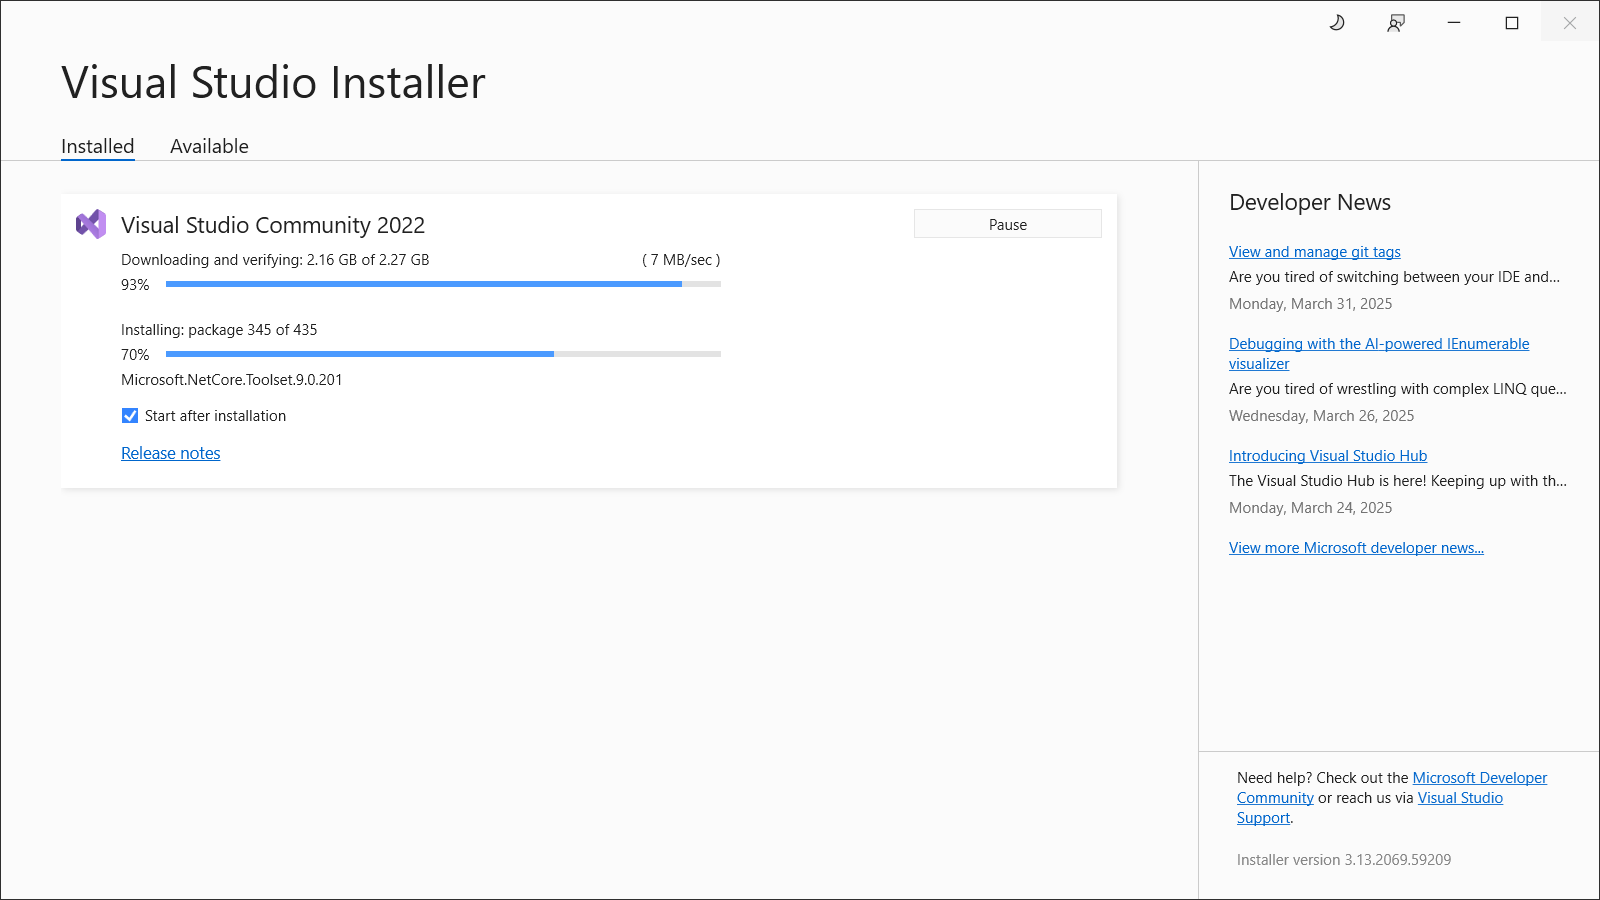 Visual Studio Installer
Installed
Available
Visual Studio Community 2022
Pause
Downloading and verifying: 2.16 GB of 2.27 GB
( 7 MB/sec )
93%
Installing: package 345 of 435
70%
Microsoft.NetCore.Toolset.9.0.201
Start after installation
Release notes
Developer News
View and manage git tags
Are you tired of switching between your IDE and...
Monday, March 31, 2025
Debugging with the AI-powered IEnumerable
visualizer
Are you tired of wrestling with complex LINQ que...
Wednesday, March 26, 2025
Introducing Visual Studio Hub
The Visual Studio Hub is here! Keeping up with th...
Monday, March 24, 2025
View more Microsoft developer news...
Need help? Check out the Microsoft Developer
Community or reach us via Visual Studio
Support.
Installer version 3.13.2069.59209